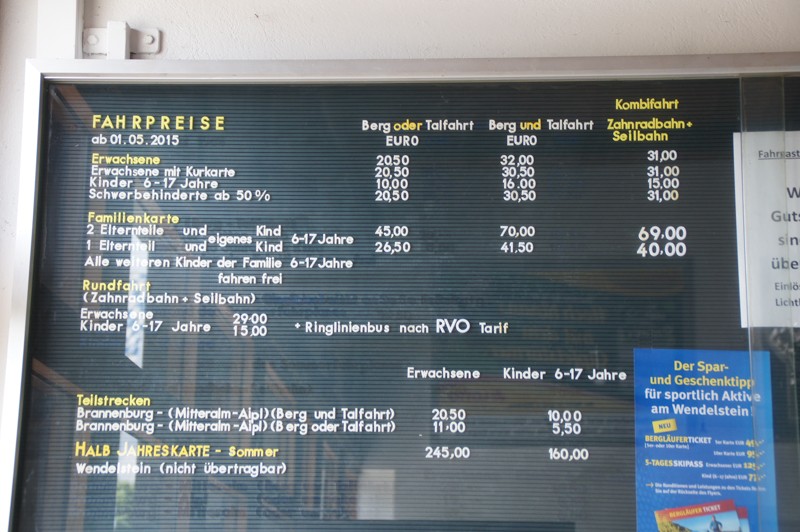 Kombifahrt
FAHRPREISE Berg oder Talfahrt Berg und Talfahrt Zahnradbahn +
ab 01.05.2015 EURO EURO Seilbahn
Erwachsene 20,50 32,00 31,00
Erwachsene mit Kurkarte 20,50 30,50 31,00
Kinder 6-17 Jahre 10,00 16,00 15,00
Schwerbehinderte ab 50% 20,50 30,50 31,00
Familienkarte
2 Elternteile und eigenes Kind 6-17 Jahre 45,00 70,00 69,00
1 Elternteil und eigenes Kind 6-17 Jahre 26,50 41,50 40,00
Alle weiteren Kinder der Familie 6-17 Jahre
fahren frei
Rundfahrt
(Zahnradbahn + Seilbahn)
Erwachsene 29,00
Kinder 6-17 Jahre 15,00 + Ringlinienbus nach RVO Tarif
Erwachsene Kinder 6-17 Jahre
Teilstrecken
Brannenburg - (Mitteralm-Aipl) (Berg und Talfahrt) 20,50 10,00
Brannenburg - (Mitteralm-Aipl) (Berg oder Talfahrt) 11,00 5,50
HALB JAHRESKARTE - Sommer 245,00 160,00
Wendelstein (nicht übertragbar)
Der Spar-
und Geschenktipp
für sportlich Aktive
am Wendelstein!
NEU
BERGLÄUFERTICKET
5-TAGESSKIPASS
BERGLÄUFER TICKET